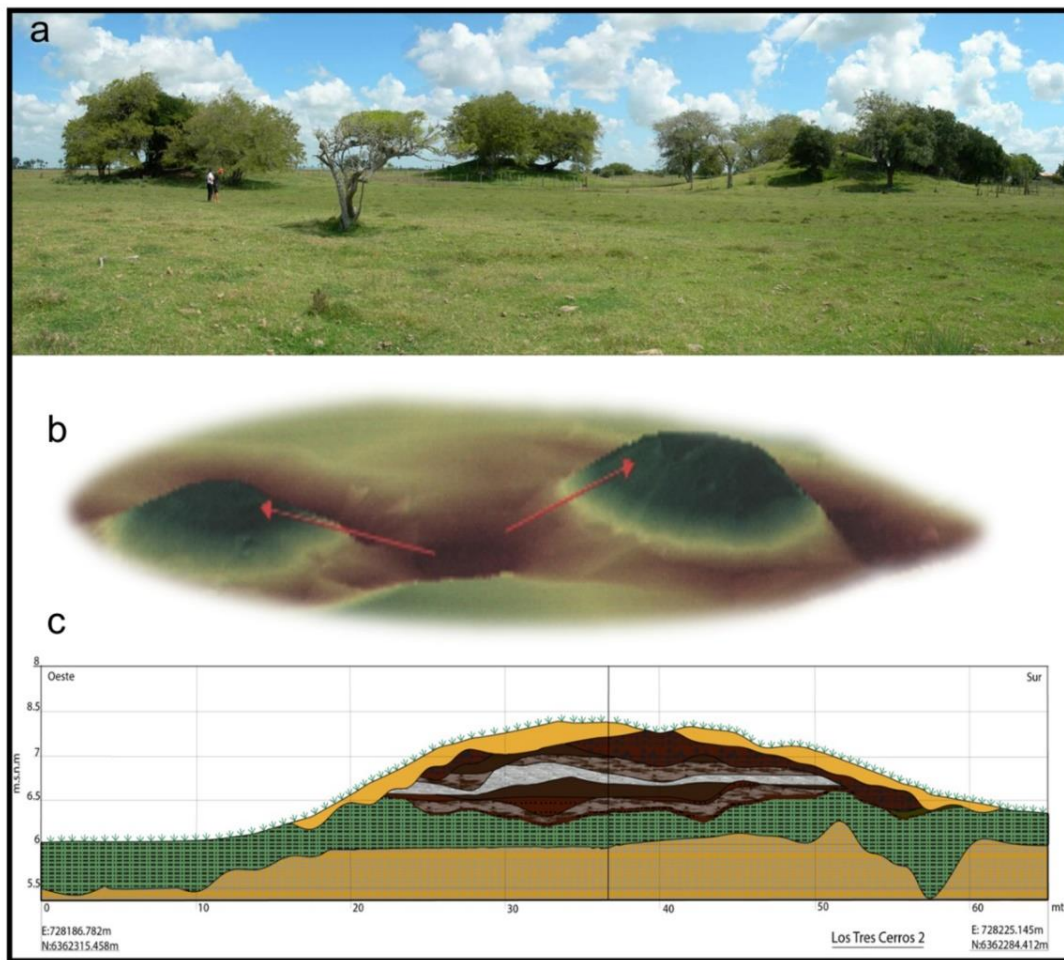 a
b
c
8
Oeste
Sur
8.5
7
m.s.n.m
6.5
6
5.5
0 10 20 30 40 50 60 mt
E:728186.782m
N:6362315.458m
Los Tres Cerros 2
E: 728225.145m
N:6362284.412m